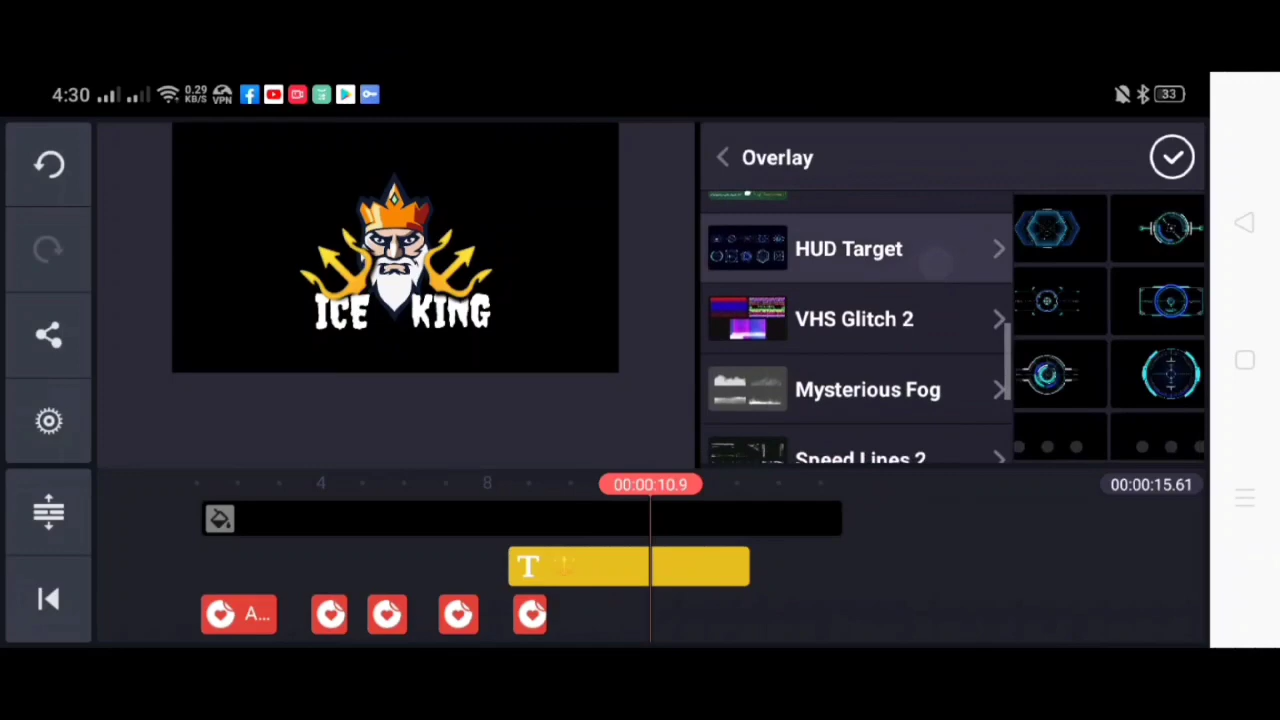 4:30 0.29 KB/S VPN 33
Overlay
HUD Target
VHS Glitch 2
Mysterious Fog
Speed Lines 2
ICE KING
4 8 00:00:10.9 00:00:15.61
T
A...